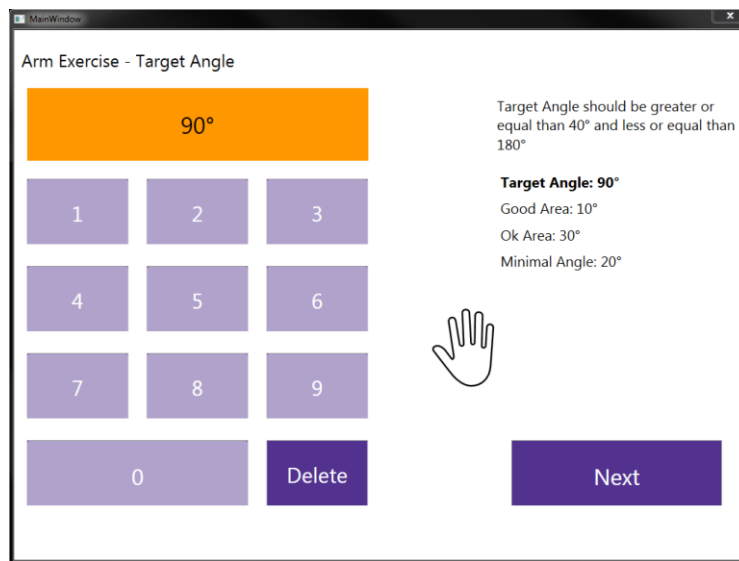 MainWindow
x
Arm Exercise - Target Angle
90°
Target Angle should be greater or
equal than 40° and less or equal than
180°
Target Angle: 90°
Good Area: 10°
Ok Area: 30°
Minimal Angle: 20°
1 2 3
4 5 6
7 8 9
0 Delete
Next